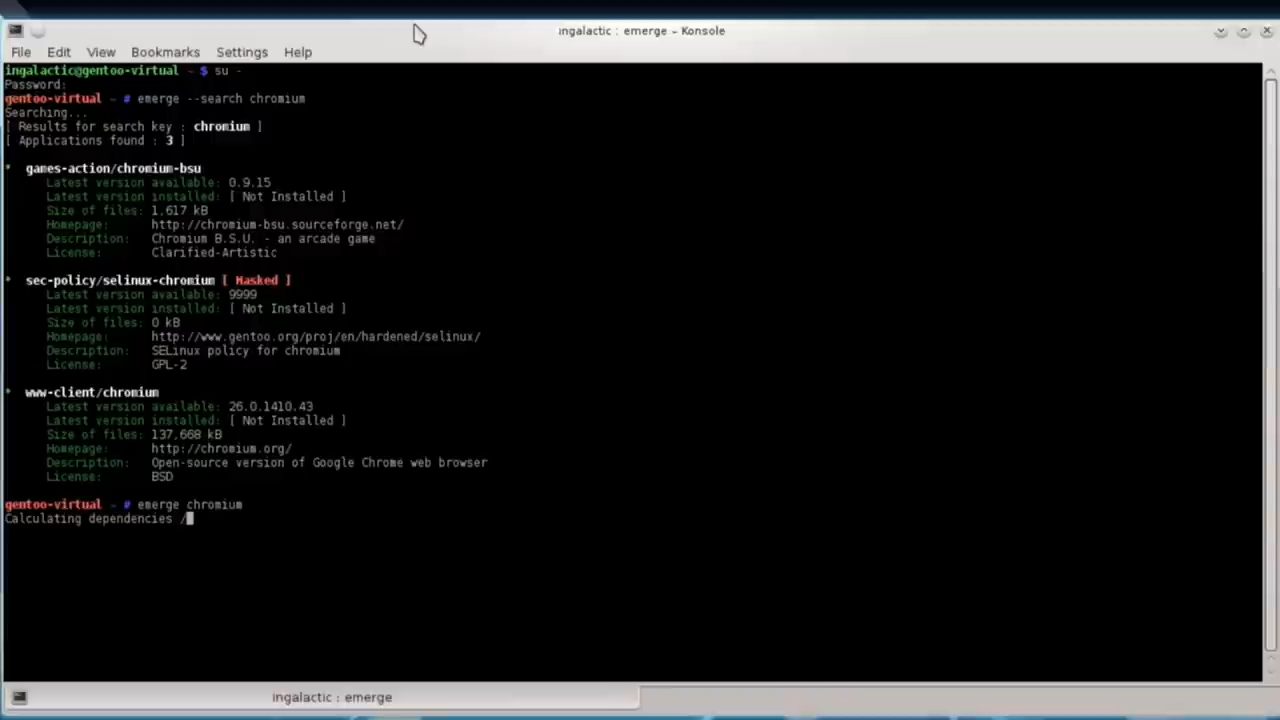 ingalactic : emerge – Konsole
File Edit View Bookmarks Settings Help
ingalactic@gentoo-virtual ~ $ su -
Password:
gentoo-virtual ~ # emerge --search chromium
Searching...
[ Results for search key : chromium ]
[ Applications found : 3 ]
* games-action/chromium-bsu
Latest version available: 0.9.15
Latest version installed: [ Not Installed ]
Size of files: 1,617 kB
Homepage: http://chromium-bsu.sourceforge.net/
Description: Chromium B.S.U. - an arcade game
License: Clarified-Artistic
* sec-policy/selinux-chromium [ Masked ]
Latest version available: 9999
Latest version installed: [ Not Installed ]
Size of files: 0 kB
Homepage: http://www.gentoo.org/proj/en/hardened/selinux/
Description: SELinux policy for chromium
License: GPL-2
* www-client/chromium
Latest version available: 26.0.1410.43
Latest version installed: [ Not Installed ]
Size of files: 137,668 kB
Homepage: http://chromium.org/
Description: Open-source version of Google Chrome web browser
License: BSD
gentoo-virtual ~ # emerge chromium
Calculating dependencies /
ingalactic : emerge